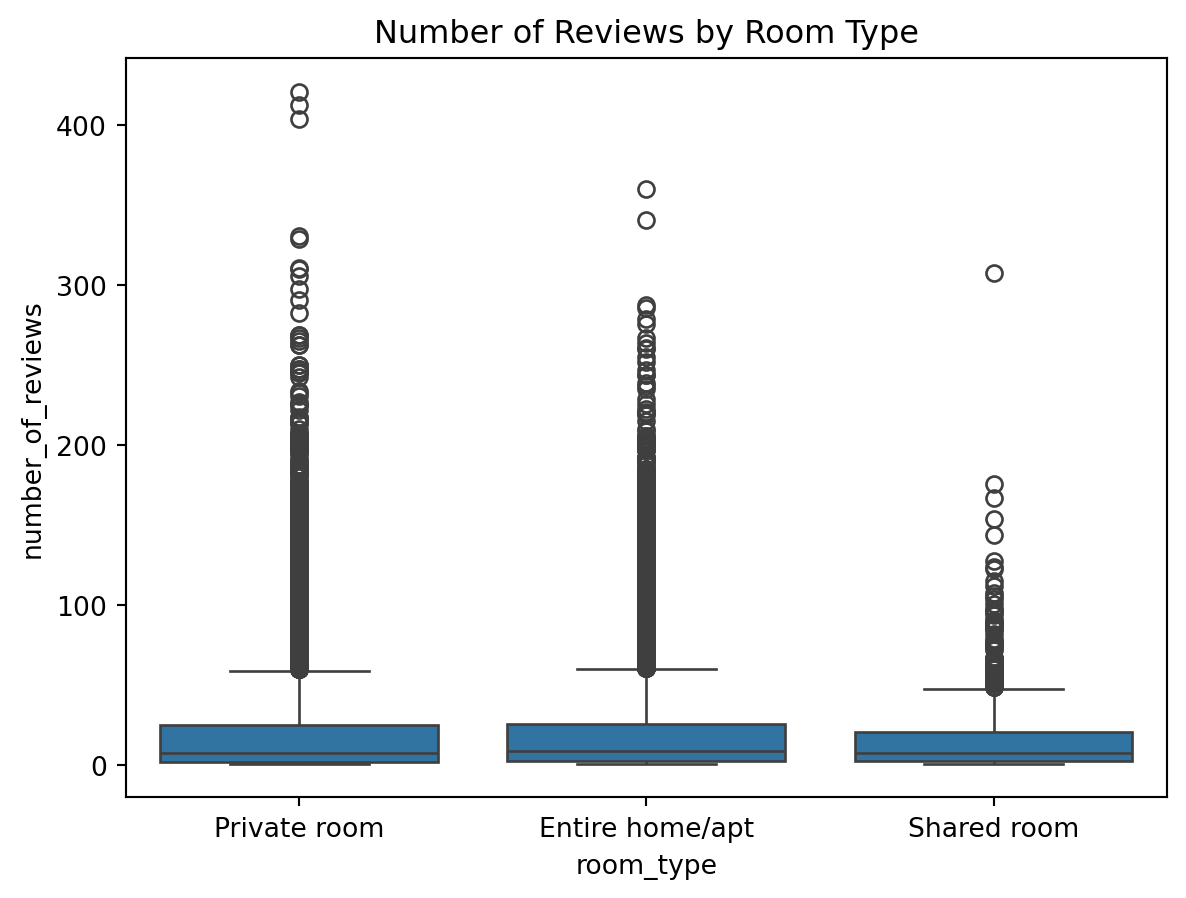 Number of Reviews by Room Type
400
300
200
100
0
number_of_reviews
Private room
Entire home/apt
Shared room
room_type